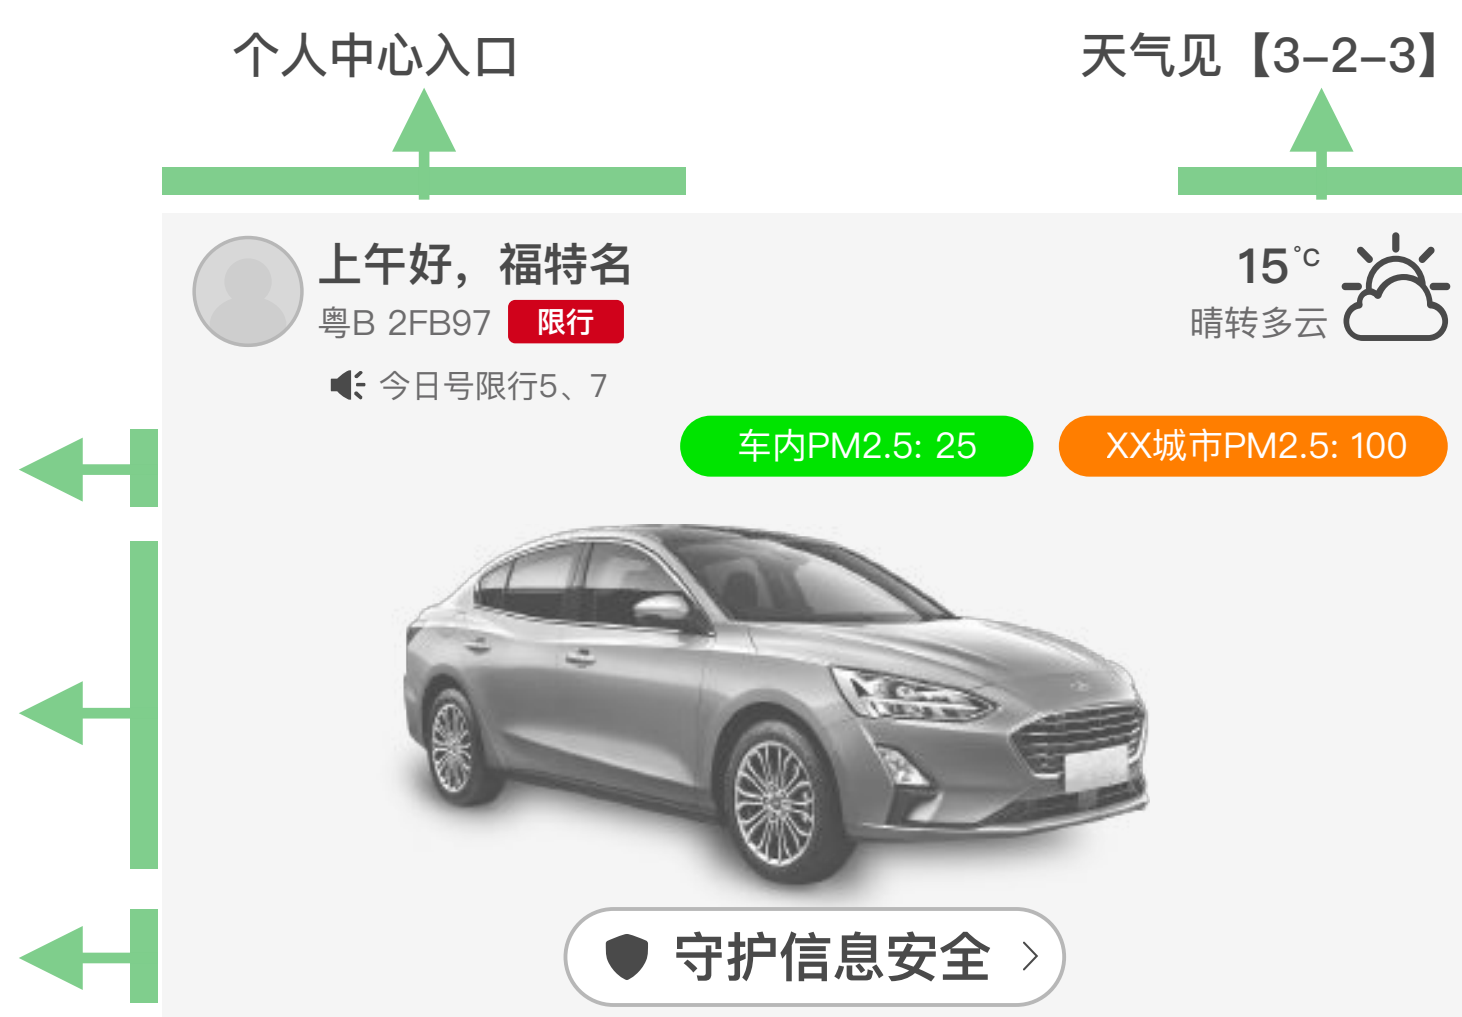 个人中心入口
天气见【3-2-3】
上午好，福特名
15℃
粤B 2FB97 限行
晴转多云
今日号限行5、7
车内PM2.5: 25
XX城市PM2.5: 100
守护信息安全